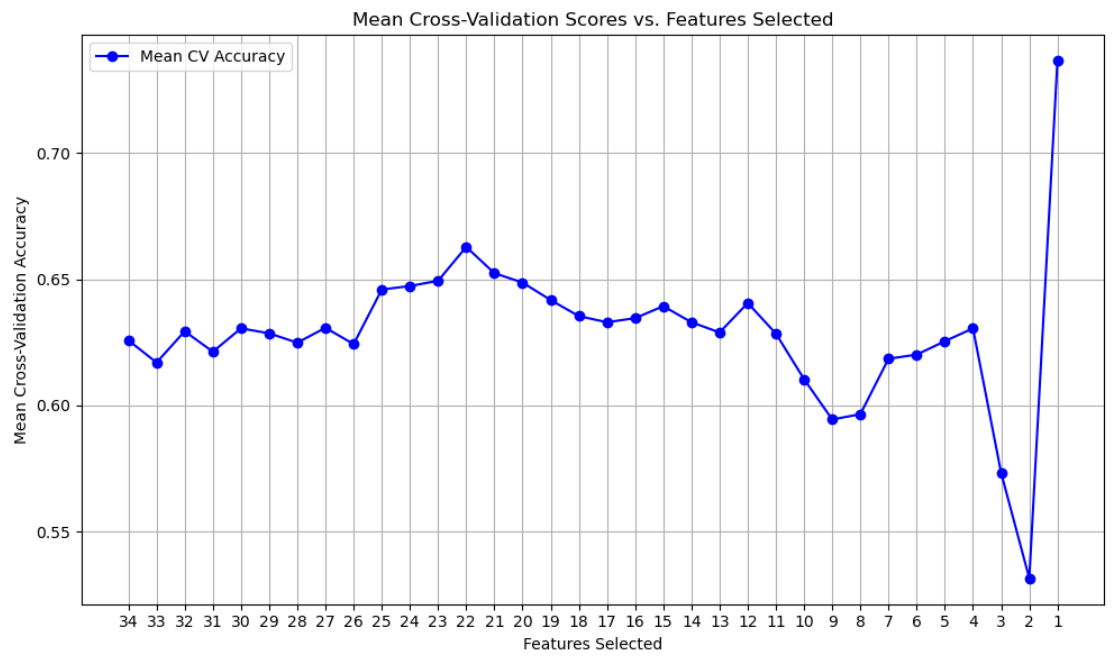 Mean Cross-Validation Scores vs. Features Selected
Mean CV Accuracy
Mean Cross-Validation Accuracy
0.70
0.65
0.60
0.55
34 33 32 31 30 29 28 27 26 25 24 23 22 21 20 19 18 17 16 15 14 13 12 11 10 9 8 7 6 5 4 3 2 1
Features Selected